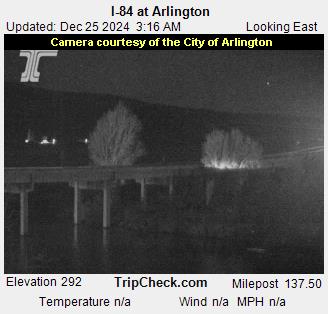 I-84 at Arlington
Updated: Dec 25 2024 3:16 AM Looking East
Camera courtesy of the City of Arlington
Elevation 292 TripCheck.com Milepost 137.50
Temperature n/a Wind n/a MPH n/a